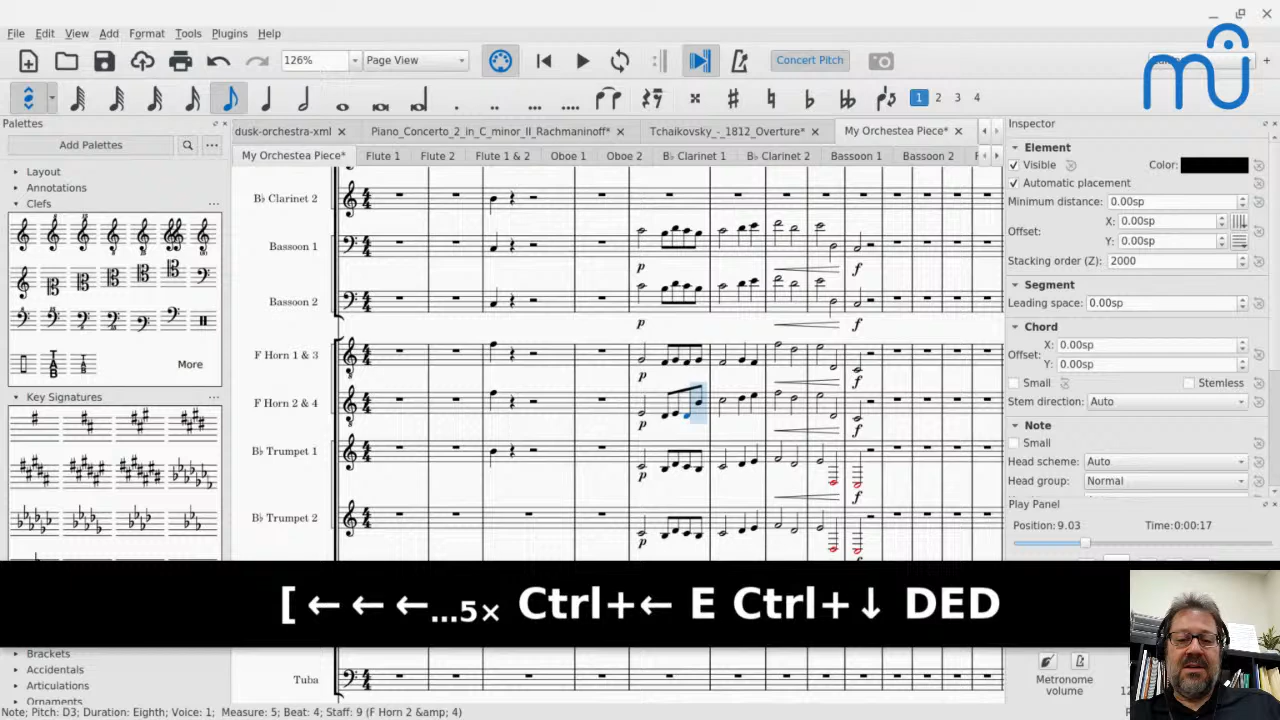 File Edit View Add Format Tools Plugins Help
126% Page View Concert Pitch
1 2 3 4
Palettes
Add Palettes
Layout
Annotations
Clefs
More
Key Signatures
Brackets
Accidentals
Articulations
Ornaments
dusk-orchestra-xml Piano_Concerto_2_in_C_minor_II_Rachmaninoff* Tchaikovsky_-_1812_Overture* My Orchestea Piece*
My Orchestea Piece* Flute 1 Flute 2 Flute 1 & 2 Oboe 1 Oboe 2 B♭ Clarinet 1 B♭ Clarinet 2 Bassoon 1 Bassoon 2
B♭ Clarinet 2
Bassoon 1
p f
Bassoon 2
p f
F Horn 1 & 3
p f
F Horn 2 & 4
p f
B♭ Trumpet 1
p f
B♭ Trumpet 2
p
Tuba
Inspector
Element
Visible Color:
Automatic placement
Minimum distance: 0.00sp
X: 0.00sp
Offset:
Y: 0.00sp
Stacking order (Z): 2000
Segment
Leading space: 0.00sp
Chord
X: 0.00sp
Offset:
Y: 0.00sp
Small Stemless
Stem direction: Auto
Note
Small
Head scheme: Auto
Head group: Normal
Play Panel
Position: 9.03 Time:0:00:17
Metronome
volume
[←←←...5× Ctrl+← E Ctrl+↓ DED
Note; Pitch: D3; Duration: Eighth; Voice: 1; Measure: 5; Beat: 4; Staff: 9 (F Horn 2 &amp; 4)